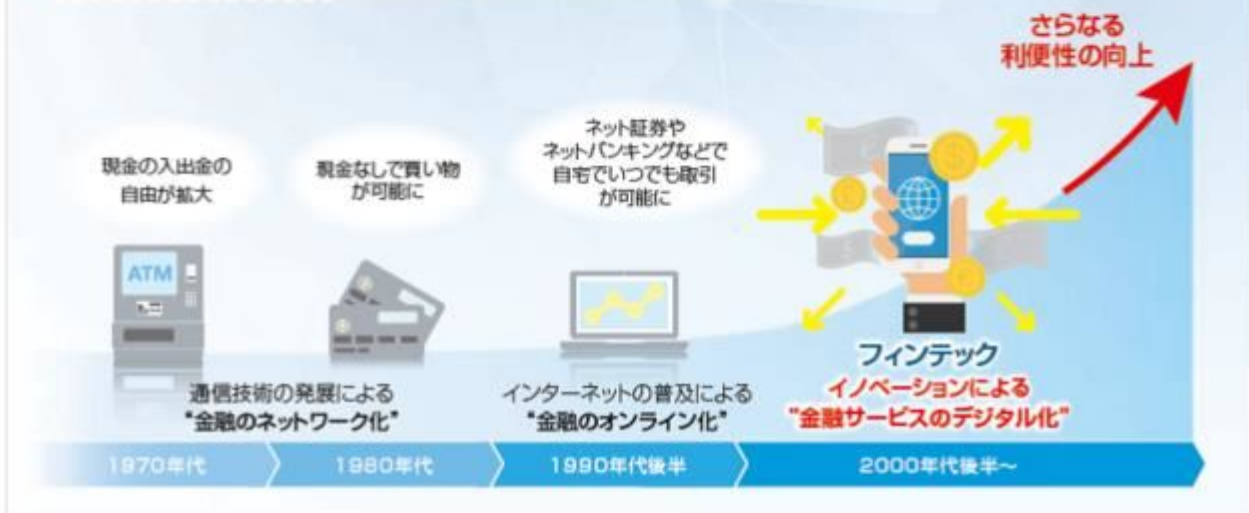 さらなる
利便性の向上
現金の入出金の
自由が拡大
現金なしで買い物
が可能に
ネット証券や
ネットバンキングなどで
自宅でいつでも取引
が可能に
ATM
フィンテック
通信技術の発展による
“金融のネットワーク化”
インターネットの普及による
“金融のオンライン化”
イノベーションによる
“金融サービスのデジタル化”
1970年代
1980年代
1990年代後半
2000年代後半～